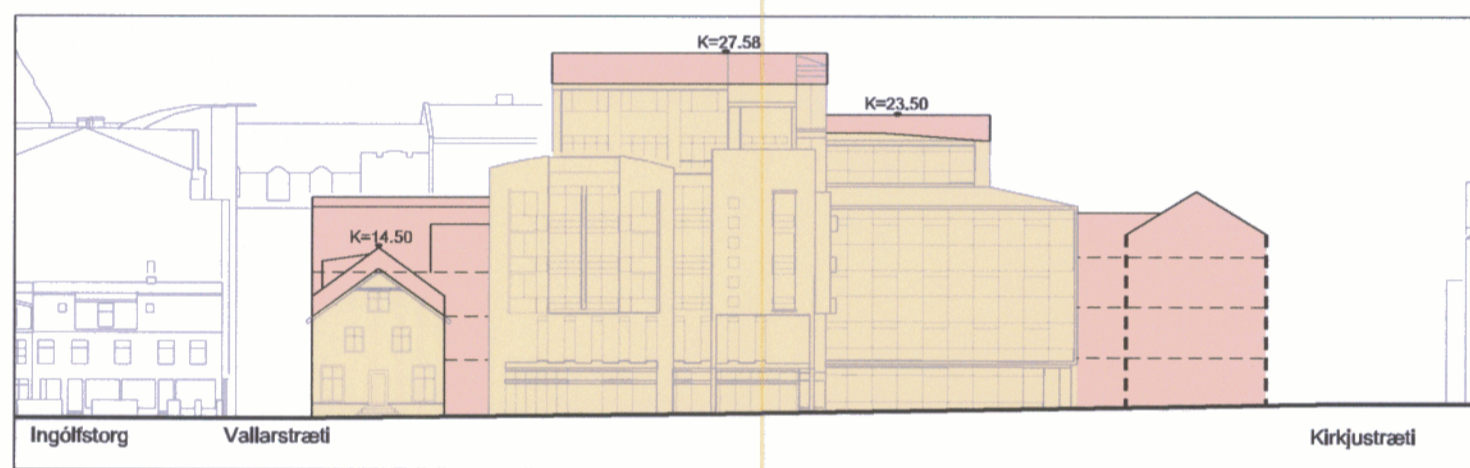 K=27.58
K=23.50
K=14.50
Ingólfstorg
Vallarstræti
Kirkjustræti